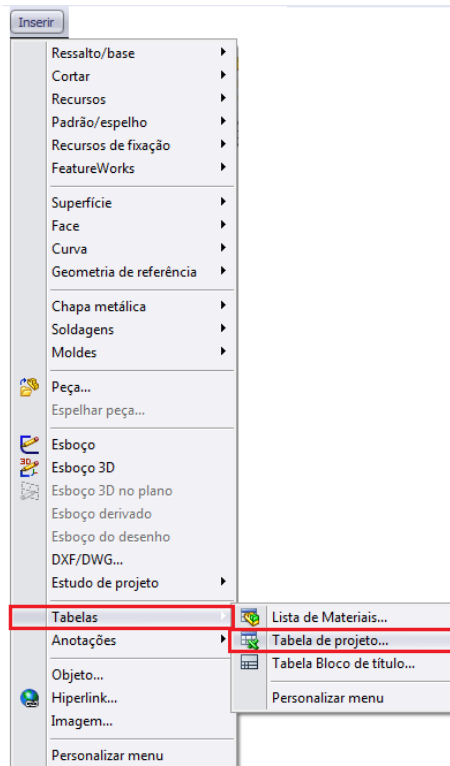 Inserir
Ressalto/base
Cortar
Recursos
Padrão/espelho
Recursos de fixação
FeatureWorks
Superfície
Face
Curva
Geometria de referência
Chapa metálica
Soldagens
Moldes
Peça...
Espelhar peça...
Esboço
3D
Esboço 3D
Esboço 3D no plano
Esboço derivado
Esboço do desenho
DXF/DWG...
Estudo de projeto
Tabelas
Anotações
Objeto...
Hiperlink...
Imagem...
Personalizar menu
Lista de Materiais...
Tabela de projeto...
Tabela Bloco de título...
Personalizar menu